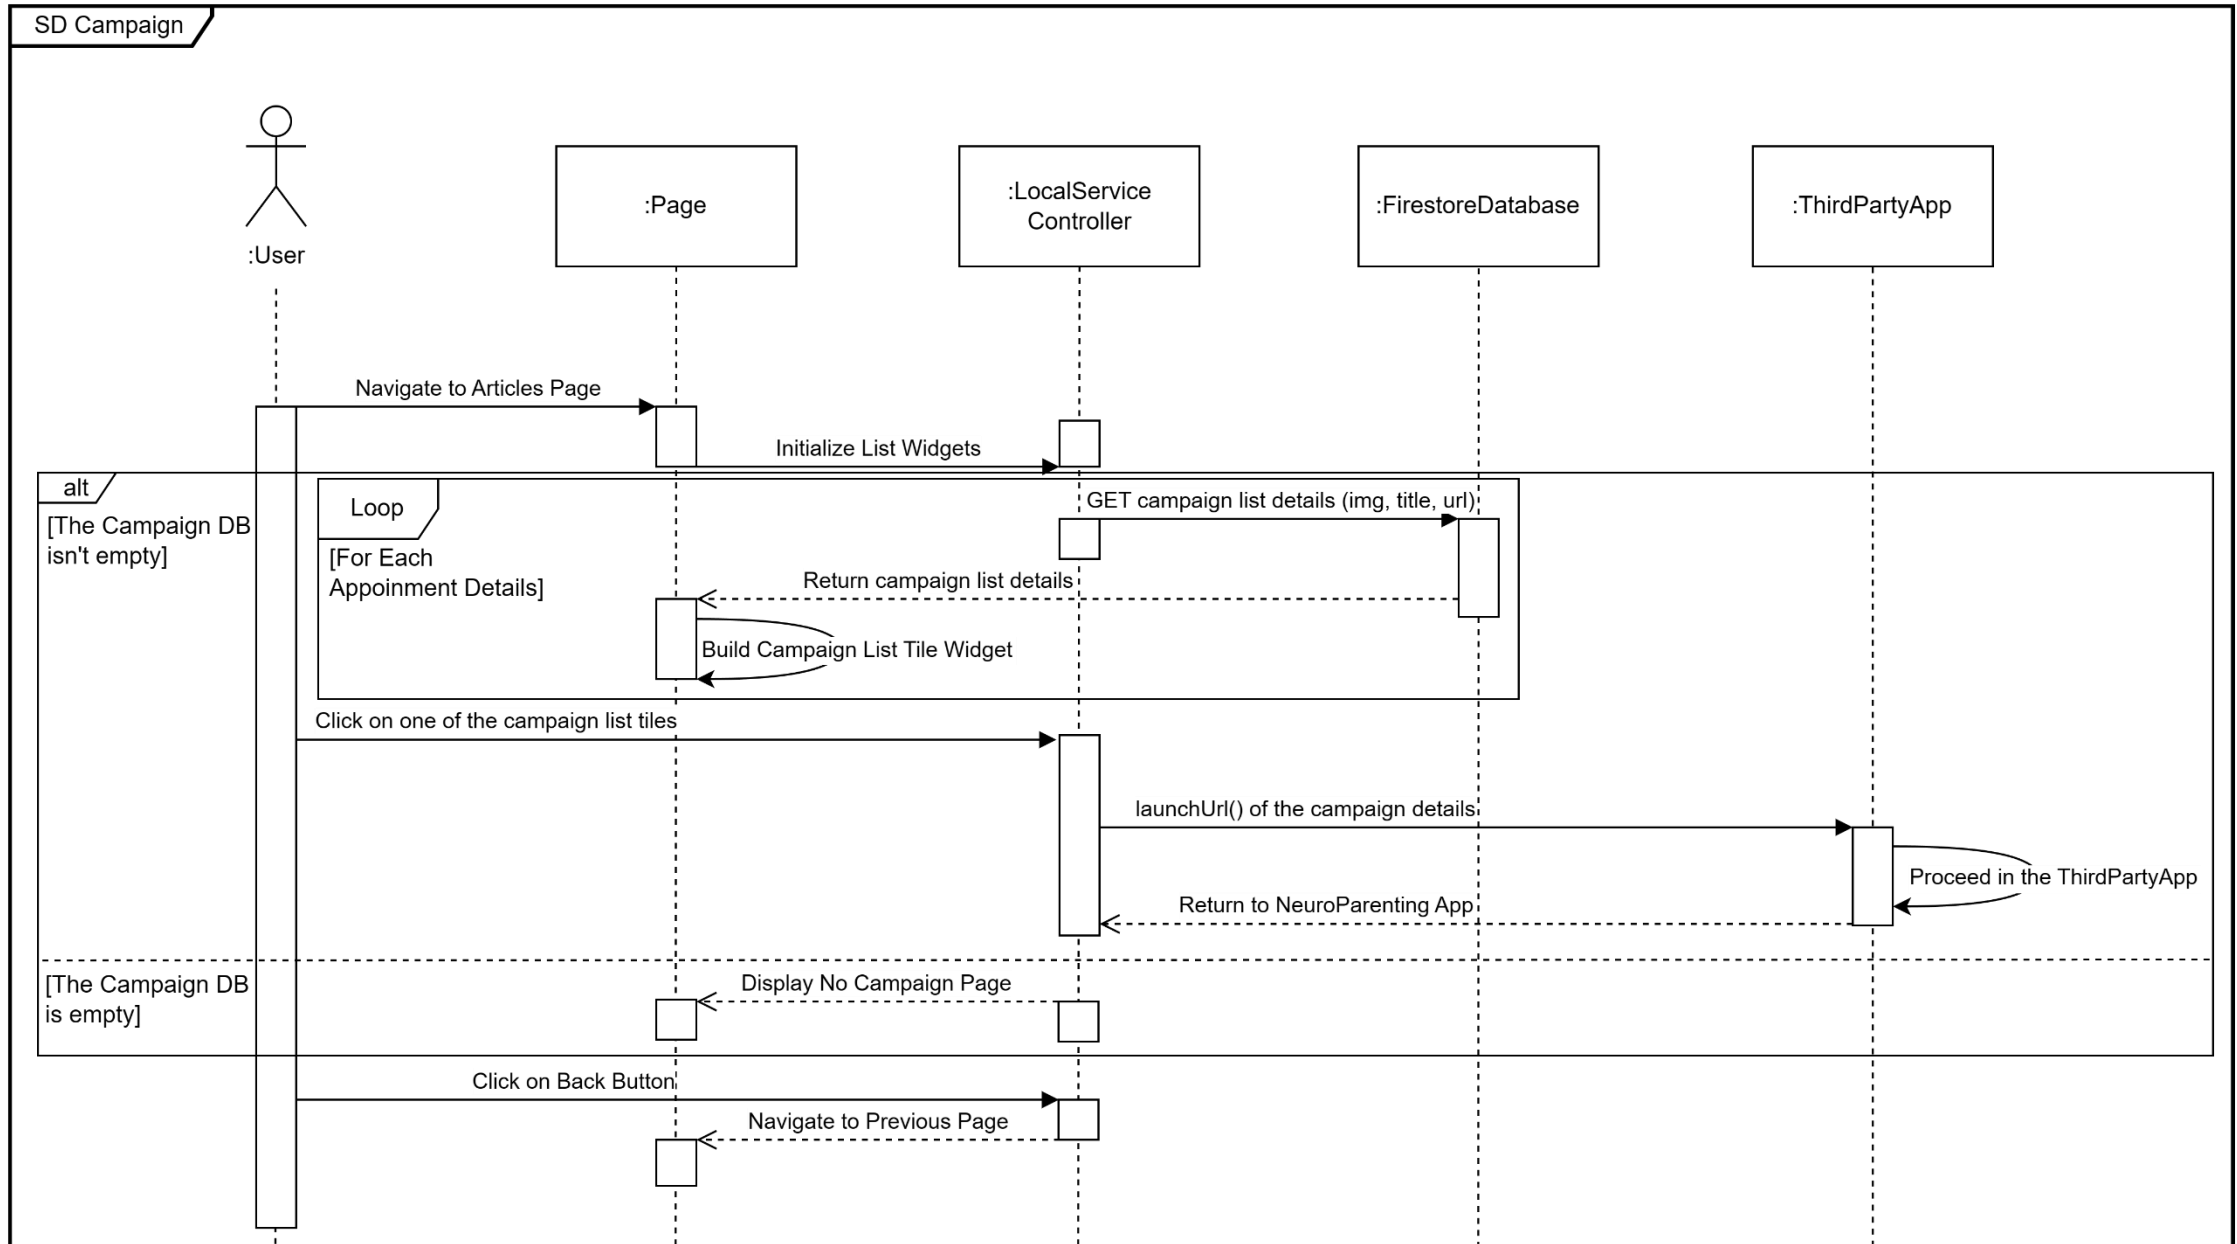 SD Campaign
:User
:Page
:LocalService
Controller
:FirestoreDatabase
:ThirdPartyApp
Navigate to Articles Page
Initialize List Widgets
alt
[The Campaign DB
isn't empty]
Loop
[For Each
Appoinment Details]
GET campaign list details (img, title, url)
Return campaign list details
Build Campaign List Tile Widget
Click on one of the campaign list tiles
launchUrl() of the campaign details
Proceed in the ThirdPartyApp
Return to NeuroParenting App
[The Campaign DB
is empty]
Display No Campaign Page
Click on Back Button
Navigate to Previous Page